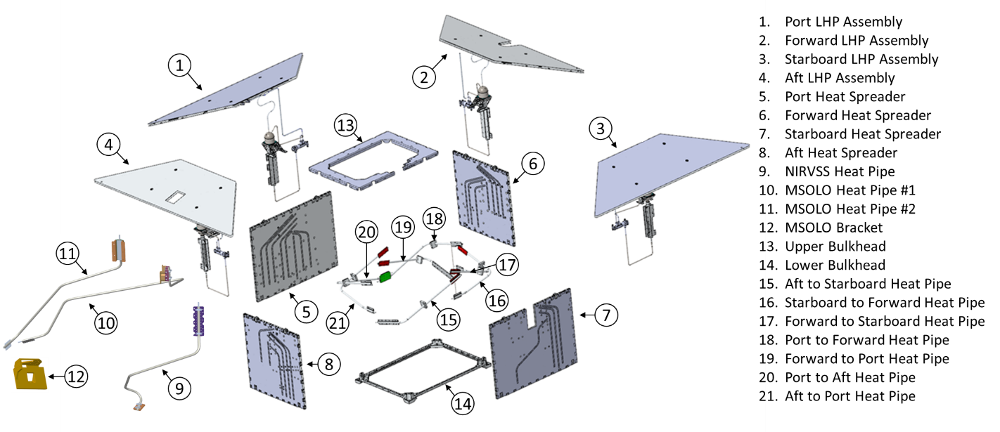 1
2
3
4
5
6
7
8
9
10
11
12
13
14
15
16
17
18
19
20
21
1. Port LHP Assembly
2. Forward LHP Assembly
3. Starboard LHP Assembly
4. Aft LHP Assembly
5. Port Heat Spreader
6. Forward Heat Spreader
7. Starboard Heat Spreader
8. Aft Heat Spreader
9. NIRVSS Heat Pipe
10. MSOLO Heat Pipe #1
11. MSOLO Heat Pipe #2
12. MSOLO Bracket
13. Upper Bulkhead
14. Lower Bulkhead
15. Aft to Starboard Heat Pipe
16. Starboard to Forward Heat Pipe
17. Forward to Starboard Heat Pipe
18. Port to Forward Heat Pipe
19. Forward to Port Heat Pipe
20. Port to Aft Heat Pipe
21. Aft to Port Heat Pipe